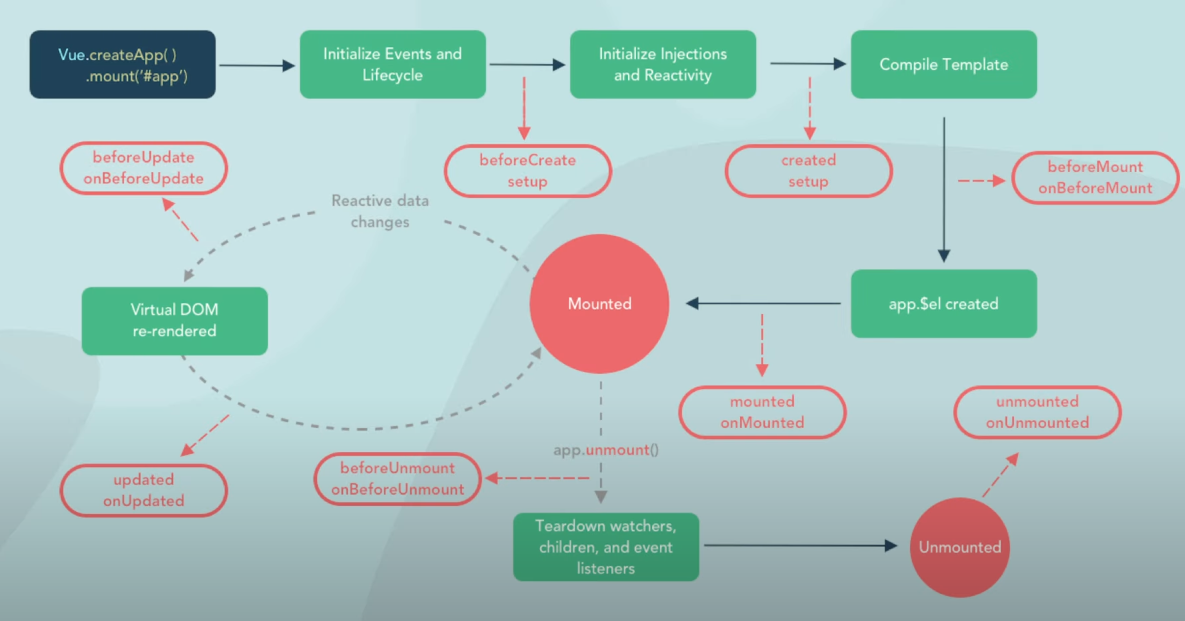 Vue.createApp( )
.mount('#app')
Initialize Events and
Lifecycle
Initialize Injections
and Reactivity
Compile Template
beforeCreate
setup
created
setup
beforeMount
onBeforeMount
beforeUpdate
onBeforeUpdate
Reactive data
changes
Virtual DOM
re-rendered
Mounted
app.$el created
mounted
onMounted
unmounted
onUnmounted
app.unmount()
beforeUnmount
onBeforeUnmount
updated
onUpdated
Teardown watchers,
children, and event
listeners
Unmounted